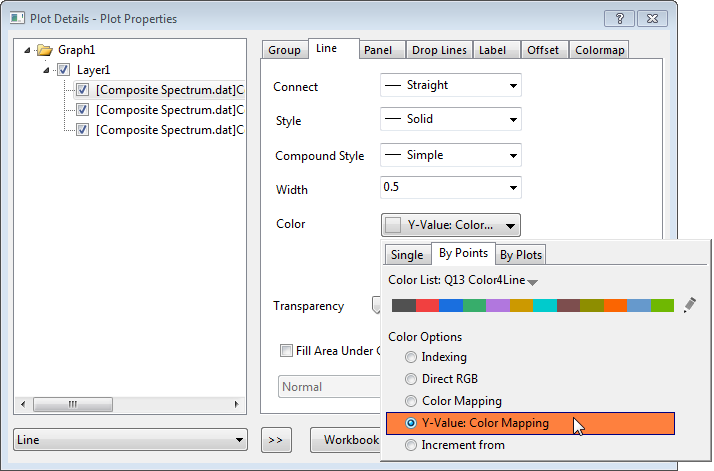 Plot Details - Plot Properties
Graph1
Layer1
[Composite Spectrum.dat]C
[Composite Spectrum.dat]C
[Composite Spectrum.dat]C
Group Line Panel Drop Lines Label Offset Colormap
Connect Straight
Style Solid
Compound Style Simple
Width 0.5
Color Y-Value: Color...
Single By Points By Plots
Color List: Q13 Color4Line
Transparency
Color Options
Fill Area Under
Indexing
Direct RGB
Normal
Color Mapping
Y-Value: Color Mapping
Line >> Workbook
Increment from